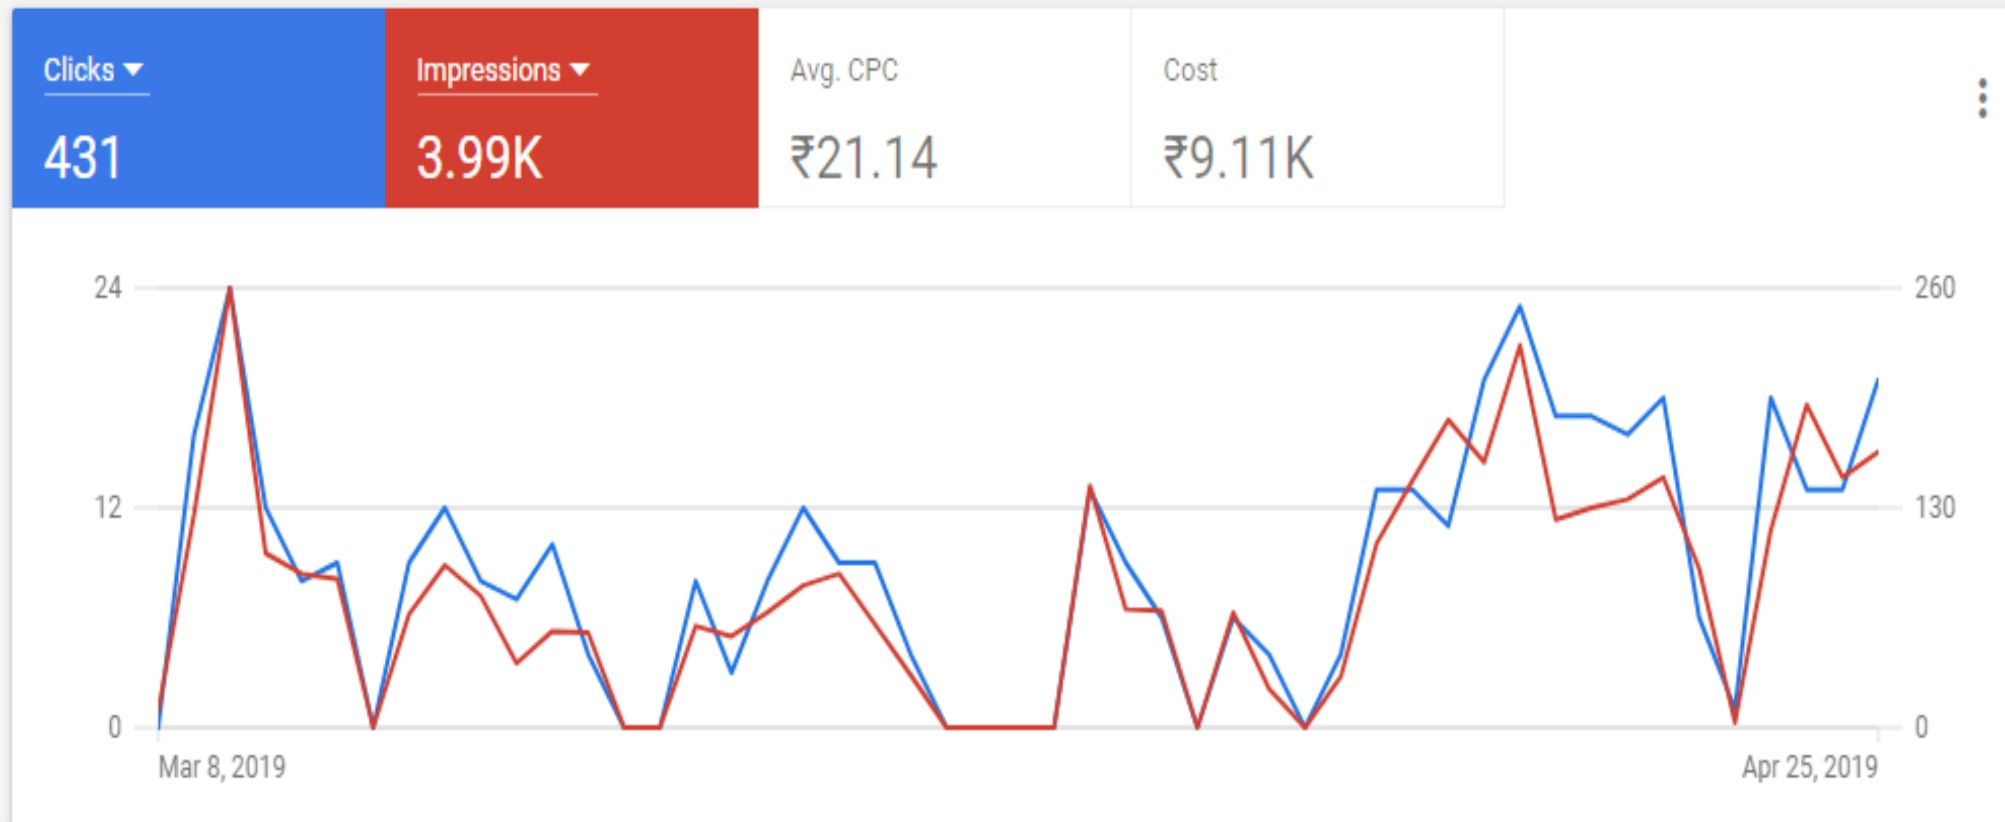 Clicks Impressions Avg. CPC Cost
431 3.99K ₹21.14 ₹9.11K
24 260
12 130
0 0
Mar 8, 2019 Apr 25, 2019